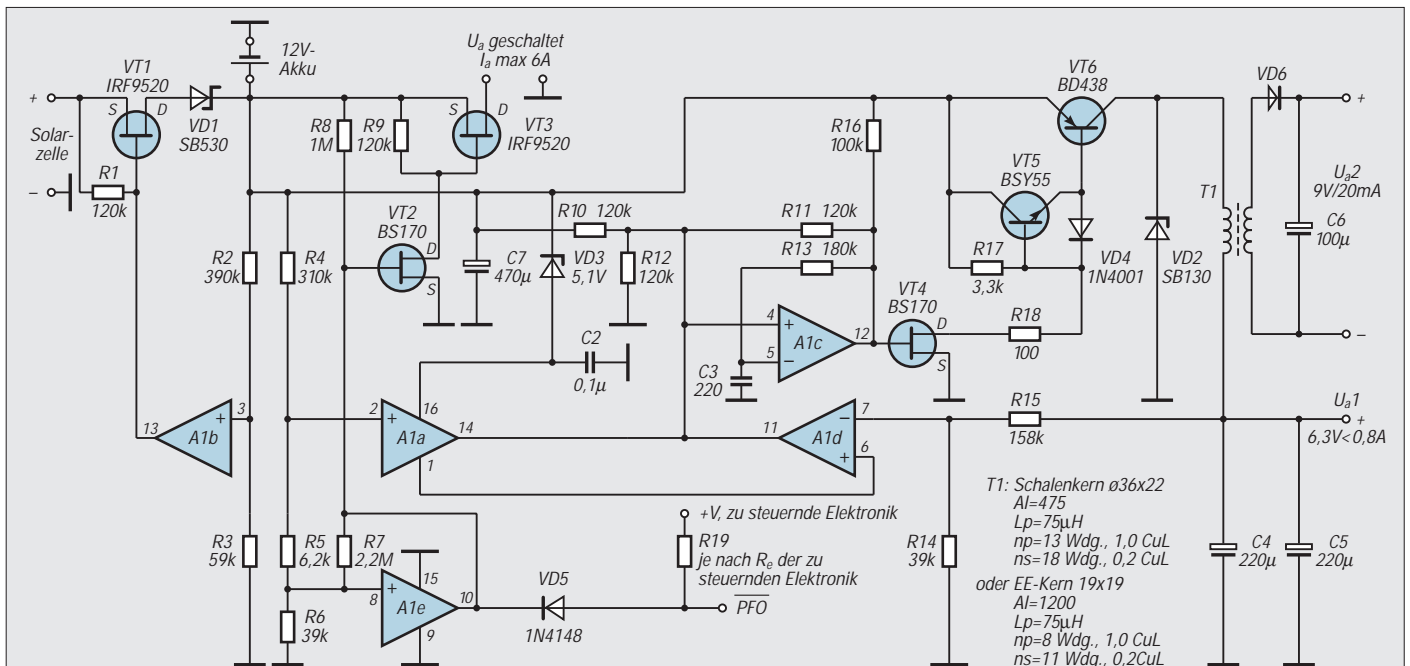 12V-
Akku
VT1
IRF9520
+
S
D
Solar-
zelle
–
R1
120k
VD1
SB530
Ua geschaltet
Ia max 6A
R8
1M
R9
120k
S
D
VT3
IRF9520
R16
100k
VT6
BD438
VD6
+
VT5
BSY55
T1
Ua2
9V/20mA
C6
100µ
–
R2
390k
R4
310k
VT2
BS170
D
S
C7
470µ
R10 120k
VD3
5,1V
R12
120k
R11 120k
R13 180k
R17
3,3k
VD4
1N4001
VD2
SB130
VT4
BS170
D
S
R18
100
C2
0,1µ
4
+
5
–
A1c
12
C3
220
13
A1b
+
3
2
+
16
A1a
14
1
11
A1d
–
7
+
6
R15
158k
Ua1
+
6,3V<0,8A
R3
59k
R5
6,2k
R7
2,2M
R6
39k
8
+
15
A1e
10
9
VD5
1N4148
+V, zu steuernde Elektronik
R19
je nach Re der zu
steuernden Elektronik
PFO
R14
39k
T1: Schalenkern ø36x22
Al=475
Lp=75µH
np=13 Wdg., 1,0 CuL
ns=18 Wdg., 0,2 CuL
oder EE-Kern 19x19
Al=1200
Lp=75µH
np=8 Wdg., 1,0 CuL
ns=11 Wdg., 0,2CuL
C4
220µ
C5
220µ